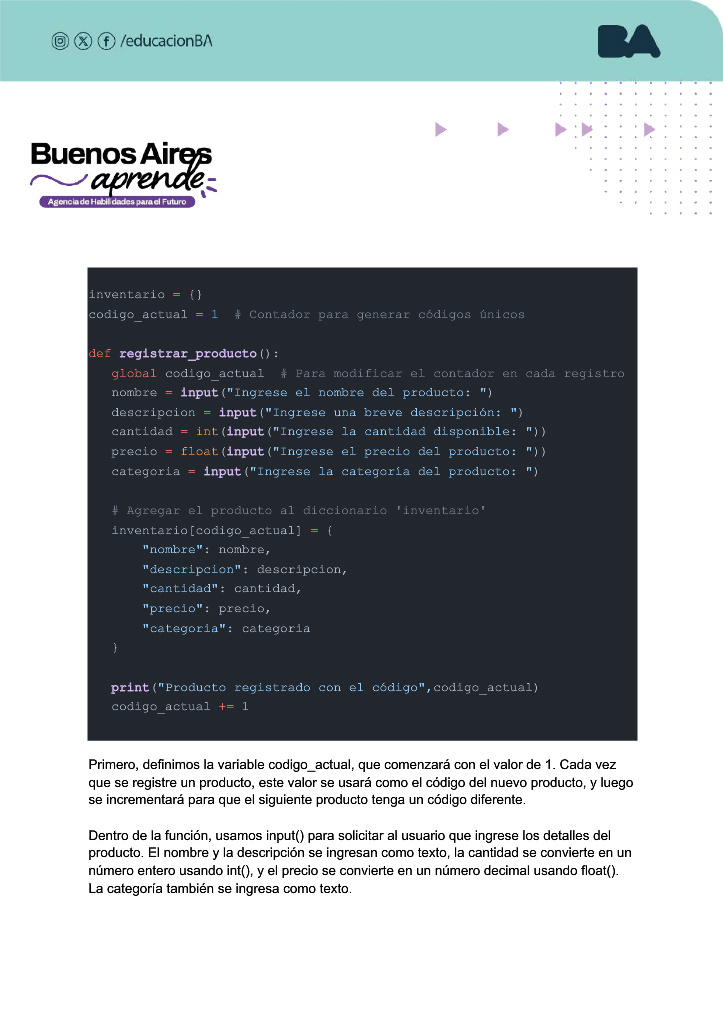 /educacionBA
BA
Buenos Aires
aprende
Agencia de Habilidades para el Futuro
inventario = {}
codigo_actual = 1  # Contador para generar códigos únicos
def registrar_producto():
   global codigo_actual  # Para modificar el contador en cada registro
   nombre = input("Ingrese el nombre del producto: ")
   descripcion = input("Ingrese una breve descripción: ")
   cantidad = int(input("Ingrese la cantidad disponible: "))
   precio = float(input("Ingrese el precio del producto: "))
   categoria = input("Ingrese la categoría del producto: ")
   # Agregar el producto al diccionario 'inventario'
   inventario[codigo_actual] = {
       "nombre": nombre,
       "descripcion": descripcion,
       "cantidad": cantidad,
       "precio": precio,
       "categoria": categoria
   }
   print("Producto registrado con el código",codigo_actual)
   codigo_actual += 1
Primero, definimos la variable codigo_actual, que comenzará con el valor de 1. Cada vez
que se registre un producto, este valor se usará como el código del nuevo producto, y luego
se incrementará para que el siguiente producto tenga un código diferente.
Dentro de la función, usamos input() para solicitar al usuario que ingrese los detalles del
producto. El nombre y la descripción se ingresan como texto, la cantidad se convierte en un
número entero usando int(), y el precio se convierte en un número decimal usando float().
La categoría también se ingresa como texto.